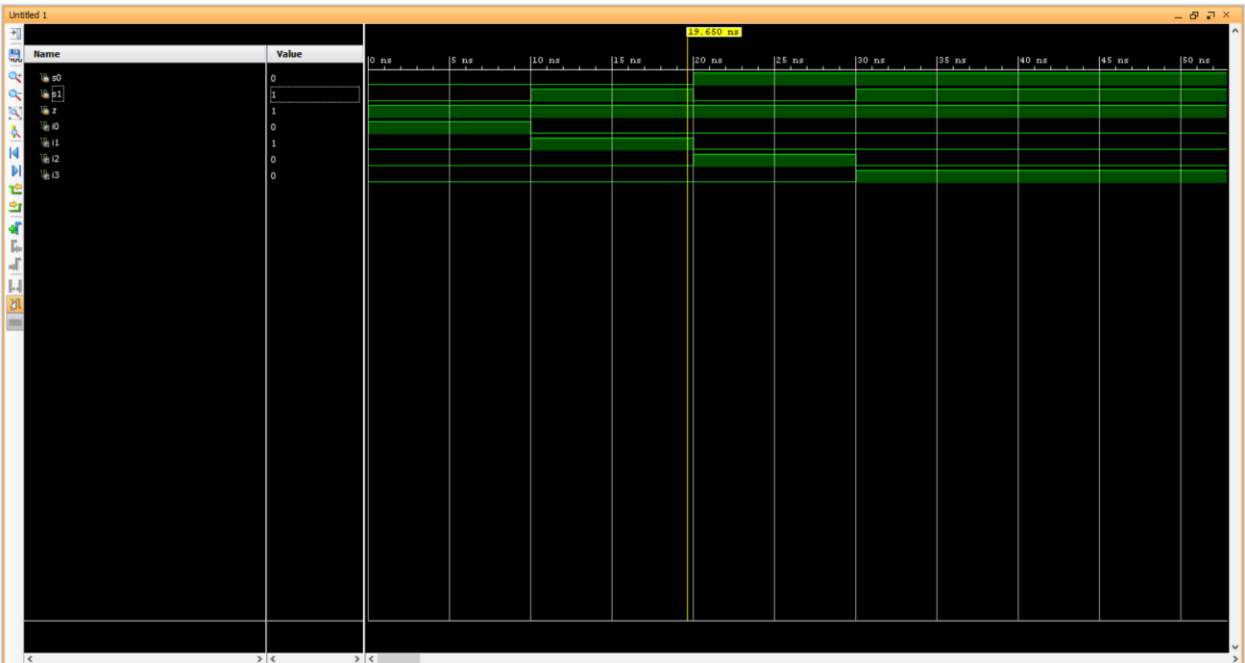 Untitled 1
19.650 ns
Name Value
0 ns 5 ns 10 ns 15 ns 20 ns 25 ns 30 ns 35 ns 40 ns 45 ns 50 ns
s0 0
s1 1
z 1
i0 0
i1 1
i2 0
i3 0